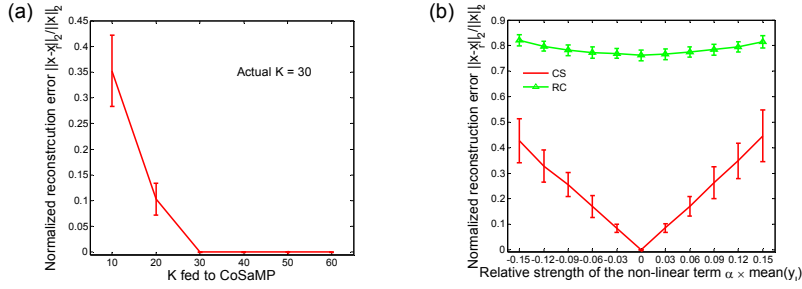 (a)
Normalized reconstrcution error ||x-x_r||_2/||x||_2
0.45
0.4
0.35
0.3
0.25
0.2
0.15
0.1
0.05
0
Actual K = 30
10 20 30 40 50 60
K fed to CoSaMP
(b)
Normalized reconstruction error ||x-x_r||_2/||x||_2
1
0.9
0.8
0.7
0.6
0.5
0.4
0.3
0.2
0.1
0
CS
RC
-0.15 -0.12 -0.09 -0.06 -0.03 0 0.03 0.06 0.09 0.12 0.15
Relative strength of the non-linear term α × mean(y_l)